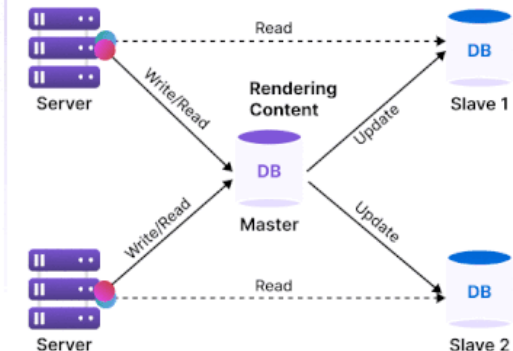 Read
DB
Server
Write/Read
Rendering
Content
Update
Slave 1
DB
Master
Write/Read
Update
Read
DB
Server
Slave 2